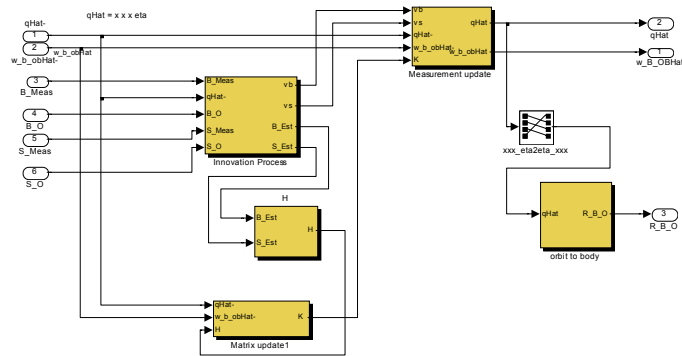 qHat = x x x eta
qHat-
1
2
w_b_obHat
w_b_obHat-
3
B_Meas
4
B_O
5
S_Meas
6
S_O
B_Meas
qHat-
B_O
S_Meas
S_O
vb
vs
B_Est
S_Est
Innovation Process
H
B_Est
S_Est
H
qHat-
w_b_obHat-
H
K
Matrix update1
vb
vs
qHat-
w_b_obHat-
K
qHat
w_b_obHat
Measurement update
2
qHat
1
w_B_OBHat
xxx_eta2eta_xxx
qHat
R_B_O
orbit to body
3
R_B_O